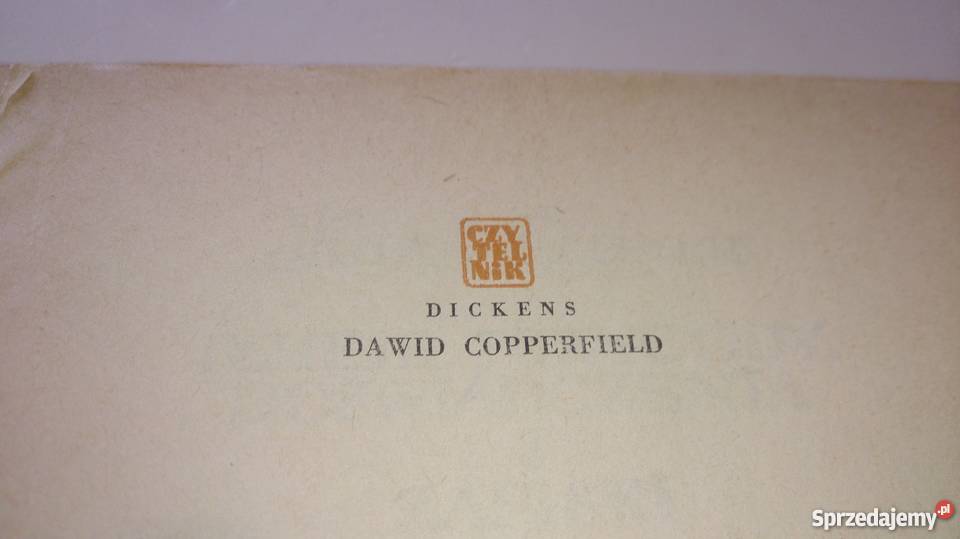 CZY
TEL
NiK
DICKENS
DAWID COPPERFIELD
Sprzedajemy.pl